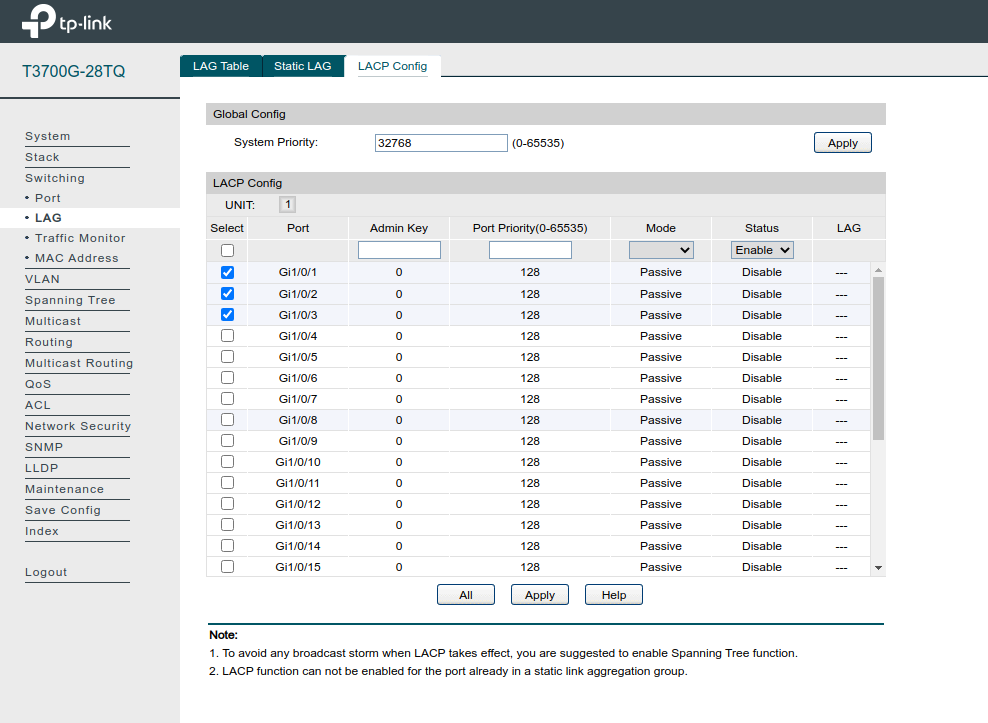 tp-link
T3700G-28TQ
LAG Table Static LAG LACP Config
System
Stack
Switching
• Port
• LAG
• Traffic Monitor
• MAC Address
VLAN
Spanning Tree
Multicast
Routing
Multicast Routing
QoS
ACL
Network Security
SNMP
LLDP
Maintenance
Save Config
Index
Logout
Global Config
System Priority: 32768 (0-65535) Apply
LACP Config
UNIT: 1
Select Port Admin Key Port Priority(0-65535) Mode Status LAG
Enable
Gi1/0/1 0 128 Passive Disable ---
Gi1/0/2 0 128 Passive Disable ---
Gi1/0/3 0 128 Passive Disable ---
Gi1/0/4 0 128 Passive Disable ---
Gi1/0/5 0 128 Passive Disable ---
Gi1/0/6 0 128 Passive Disable ---
Gi1/0/7 0 128 Passive Disable ---
Gi1/0/8 0 128 Passive Disable ---
Gi1/0/9 0 128 Passive Disable ---
Gi1/0/10 0 128 Passive Disable ---
Gi1/0/11 0 128 Passive Disable ---
Gi1/0/12 0 128 Passive Disable ---
Gi1/0/13 0 128 Passive Disable ---
Gi1/0/14 0 128 Passive Disable ---
Gi1/0/15 0 128 Passive Disable ---
All Apply Help
Note:
1. To avoid any broadcast storm when LACP takes effect, you are suggested to enable Spanning Tree function.
2. LACP function can not be enabled for the port already in a static link aggregation group.